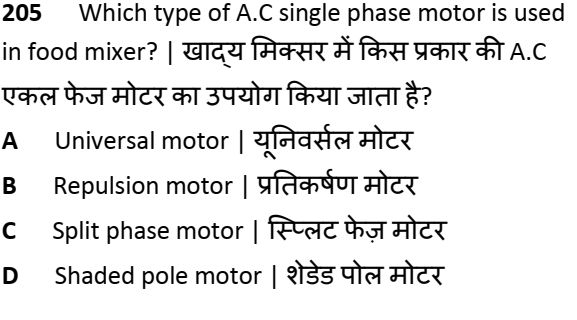 205 Which type of A.C single phase motor is used
in food mixer? | खाद्य मिक्सर में किस प्रकार की A.C
एकल फेज मोटर का उपयोग किया जाता है?
A Universal motor | यूनिवर्सल मोटर
B Repulsion motor | प्रतिकर्षण मोटर
C Split phase motor | स्प्लिट फेज़ मोटर
D Shaded pole motor | शेडेड पोल मोटर